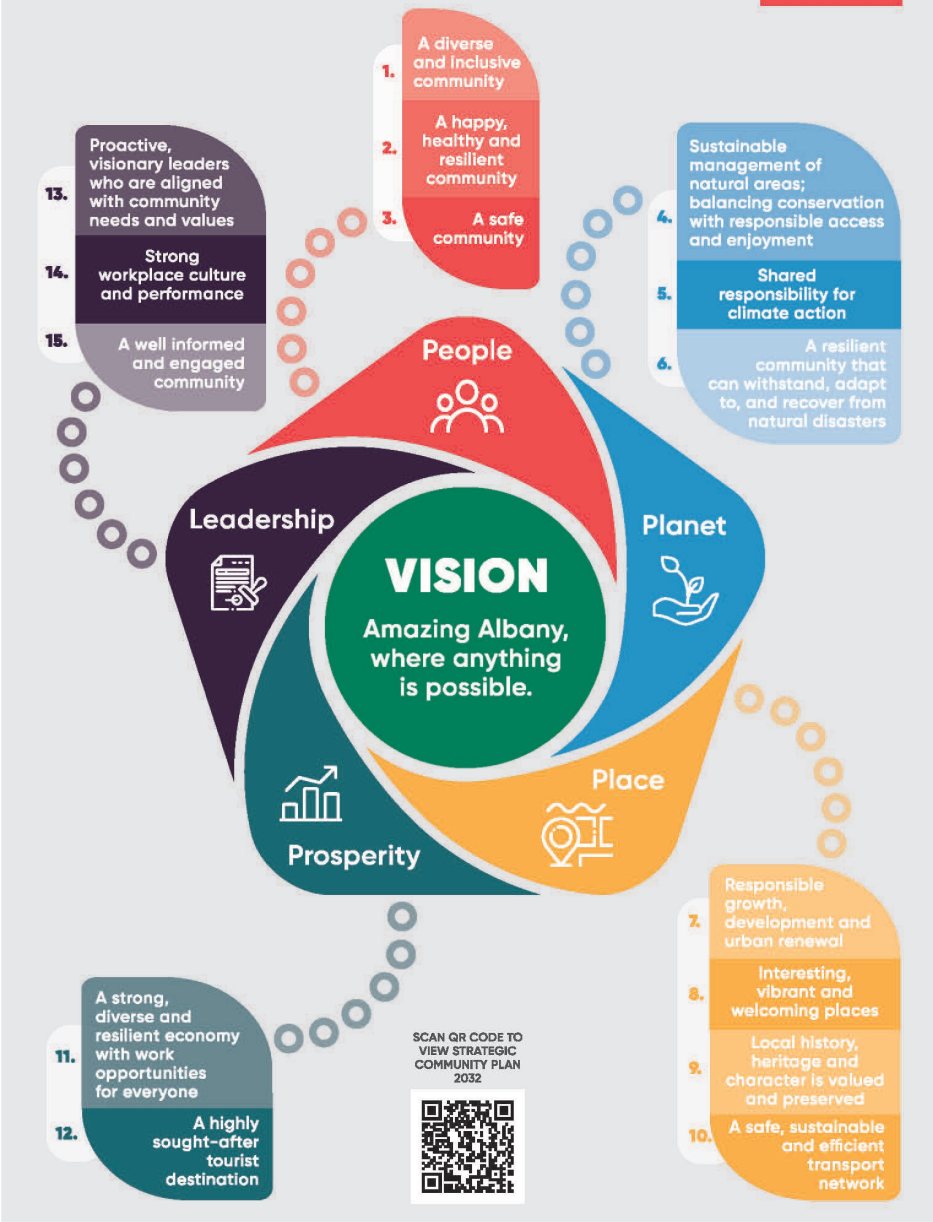 1.
A diverse
and inclusive
community
2.
A happy,
healthy and
resilient
community
3.
A safe
community
13.
Proactive,
visionary leaders
who are aligned
with community
needs and values
14.
Strong
workplace culture
and performance
15.
A well informed
and engaged
community
4.
Sustainable
management of
natural areas;
balancing conservation
with responsible access
and enjoyment
5.
Shared
responsibility for
climate action
6.
A resilient
community that
can withstand, adapt
to, and recover from
natural disasters
People
Leadership
Planet
VISION
Amazing Albany,
where anything
is possible.
Place
Prosperity
7.
Responsible
growth,
development and
urban renewal
8.
Interesting,
vibrant and
welcoming places
9.
Local history,
heritage and
character is valued
and preserved
10.
A safe, sustainable
and efficient
transport
network
11.
A strong,
diverse and
resilient economy
with work
opportunities
for everyone
12.
A highly
sought-after
tourist
destination
SCAN QR CODE TO
VIEW STRATEGIC
COMMUNITY PLAN
2032